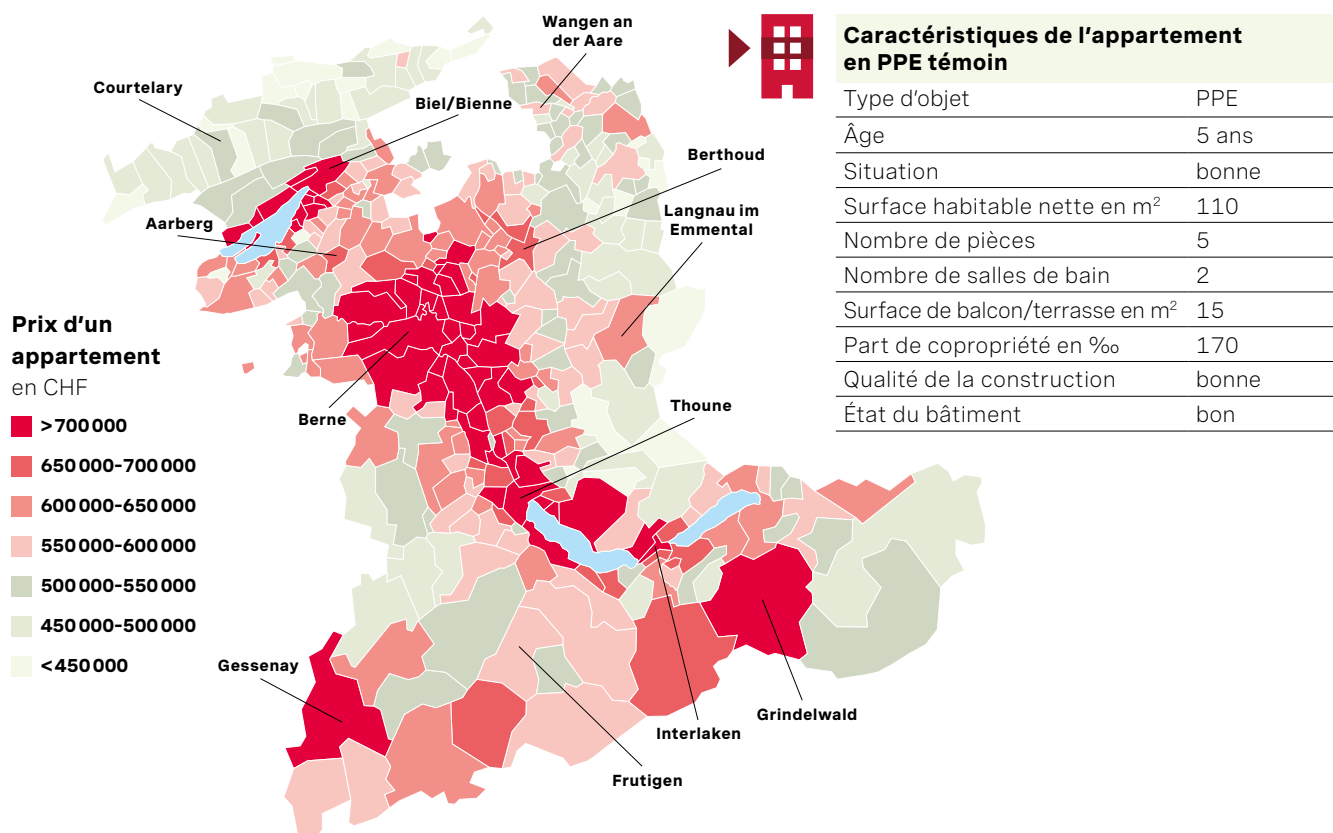 Wangen an
der Aare
Courtelary
Biel/Bienne
Berthoud
Langnau im
Emmental
Aarberg
Prix d'un
appartement
en CHF
>700 000
650 000–700 000
600 000–650 000
550 000–600 000
500 000–550 000
450 000–500 000
<450 000
Berne
Thoune
Gessenay
Grindelwald
Interlaken
Frutigen
Caractéristiques de l'appartement
en PPE témoin
Type d'objet PPE
Âge 5 ans
Situation bonne
Surface habitable nette en m² 110
Nombre de pièces 5
Nombre de salles de bain 2
Surface de balcon/terrasse en m² 15
Part de copropriété en ‰ 170
Qualité de la construction bonne
État du bâtiment bon